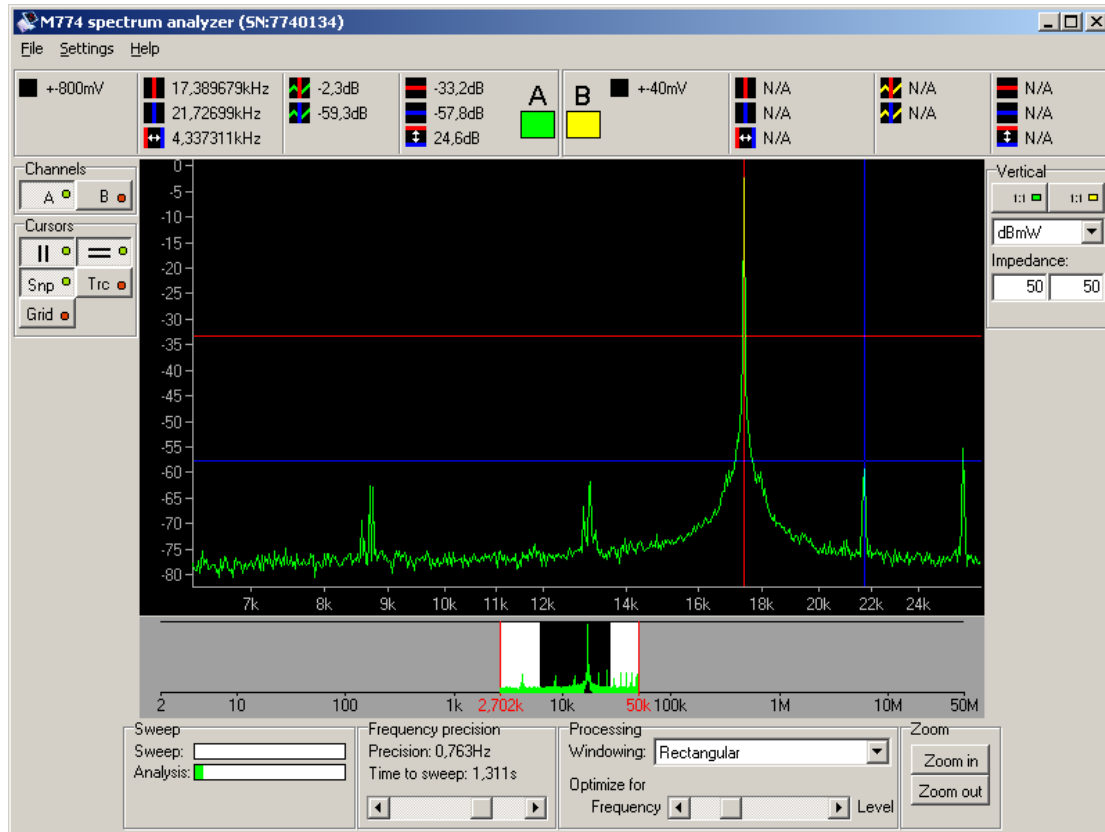 M774 spectrum analyzer (SN:7740134)
File Settings Help
+-800mV 17,389679kHz -2,3dB -33,2dB A B +-40mV N/A N/A N/A
21,72699kHz -59,3dB -57,8dB N/A N/A N/A
4,337311kHz 24,6dB N/A N/A
Channels
A B
Cursors
Snp Trc
Grid
0
-5
-10
-15
-20
-25
-30
-35
-40
-45
-50
-55
-60
-65
-70
-75
-80
7k 8k 9k 10k 11k 12k 14k 16k 18k 20k 22k 24k
Vertical
1:1 1:1
dBmW
Impedance:
50 50
2 10 100 1k 2,702k 10k 50k 100k 1M 10M 50M
Sweep
Sweep:
Analysis:
Frequency precision
Precision: 0,763Hz
Time to sweep: 1,311s
Processing
Windowing: Rectangular
Optimize for
Frequency Level
Zoom
Zoom in
Zoom out